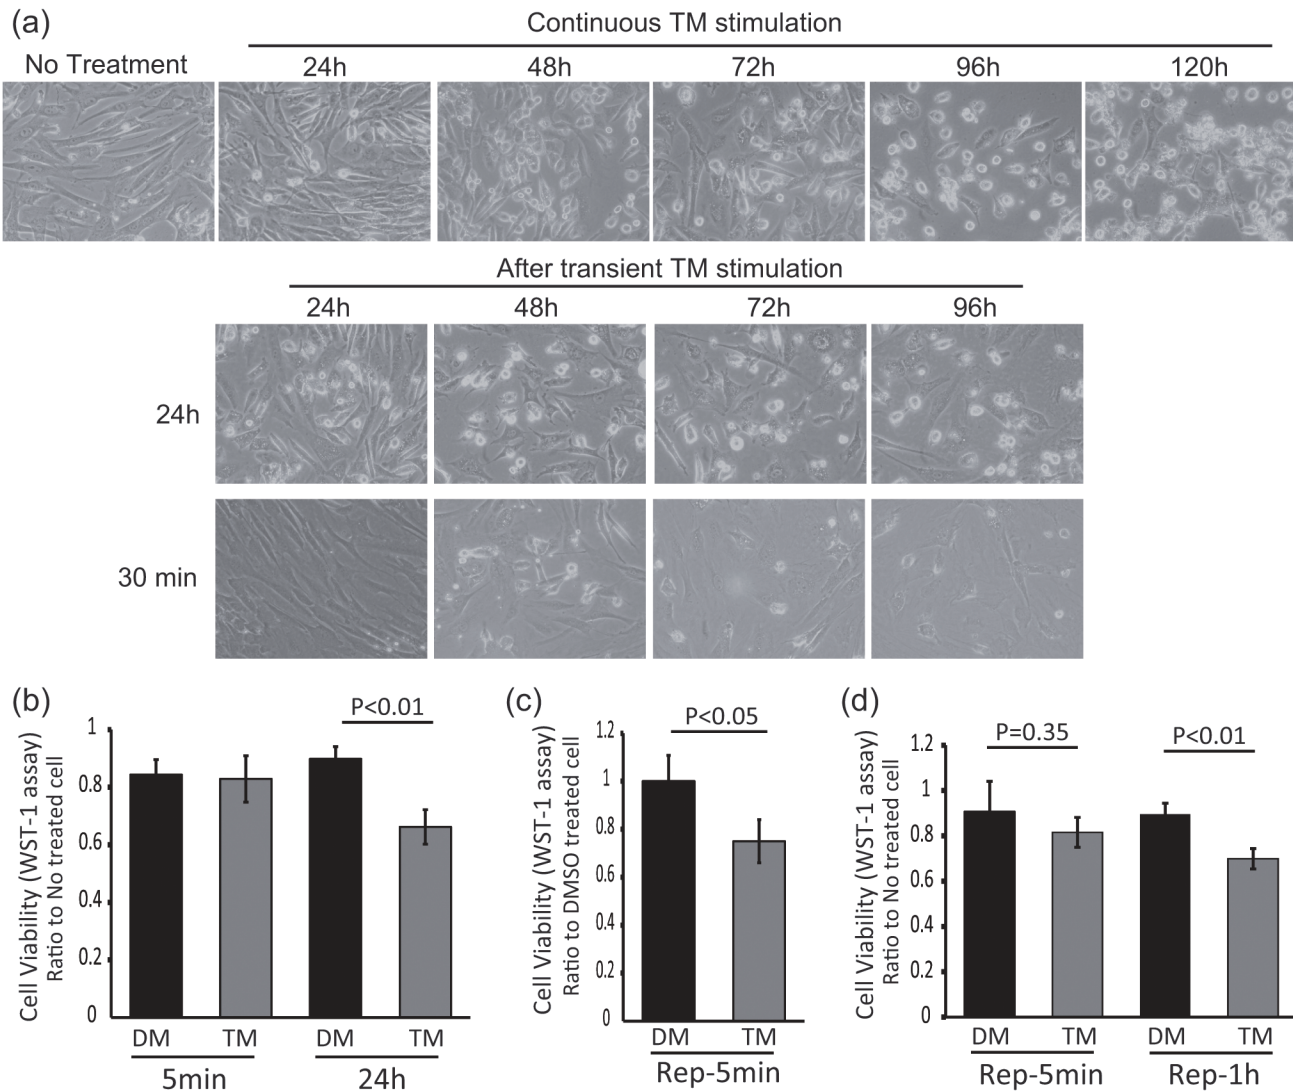 (a)
Continuous TM stimulation
No Treatment 24h 48h 72h 96h 120h
After transient TM stimulation
24h 48h 72h 96h
24h
30 min
(b)
Cell Viability (WST-1 assay)
Ratio to No treated cell
1
0.8
0.6
0.4
0.2
0
P<0.01
DM TM DM TM
5min 24h
(c)
Cell Viability (WST-1 assay)
Ratio to DMSO treated cell
1.2
1
0.8
0.6
0.4
0.2
0
P<0.05
DM TM
Rep-5min
(d)
Cell Viability (WST-1 assay)
Ratio to No treated cell
1.2
1
0.8
0.6
0.4
0.2
0
P=0.35 P<0.01
DM TM DM TM
Rep-5min Rep-1h